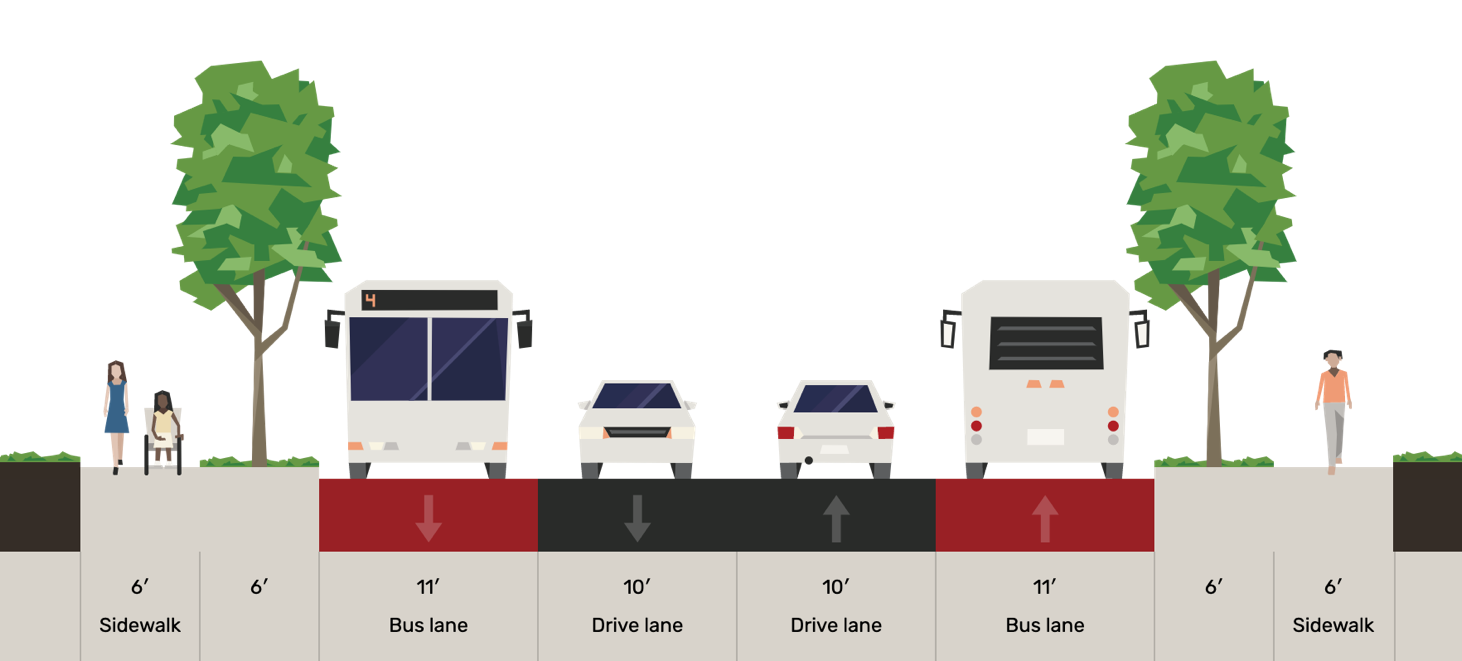 4
6′ 6′ 11′ 10′ 10′ 11′ 6′ 6′
Sidewalk Bus lane Drive lane Drive lane Bus lane Sidewalk